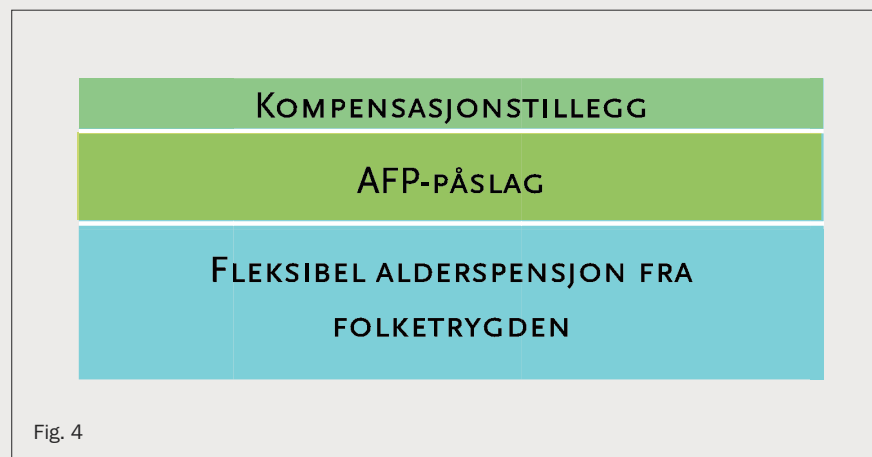 Kompensasjonstillegg
AFP-påslag
Fleksibel alderspensjon fra
folketrygden
Fig. 4